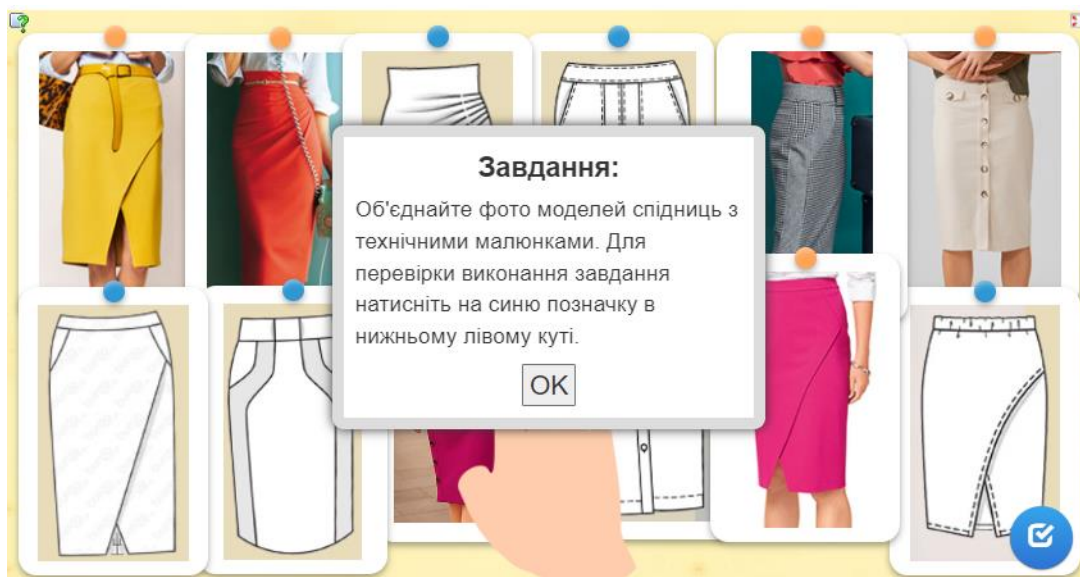 Завдання:
Об'єднайте фото моделей спідниць з
технічними малюнками. Для
перевірки виконання завдання
натисніть на синю позначку в
нижньому лівому куті.
OK